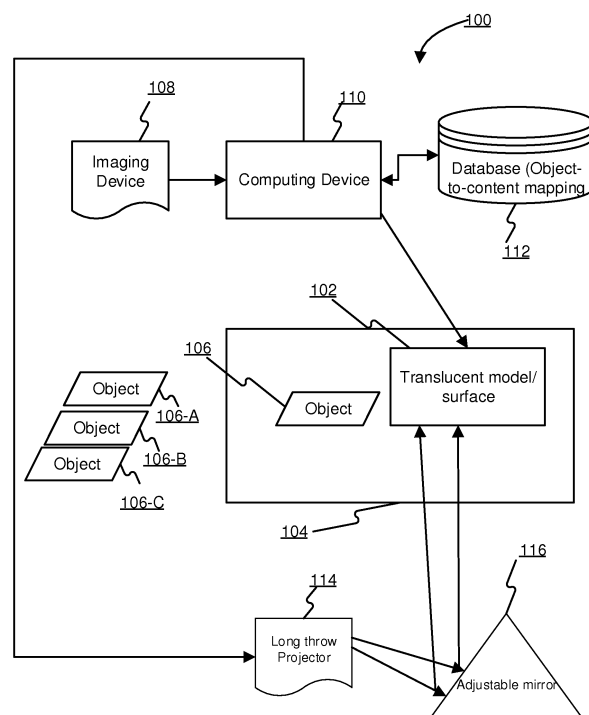 100
108
110
Imaging
Device
Computing Device
Database (Object-
to-content mapping
112
102
106
Translucent model/
surface
Object
Object
106-A
Object
106-B
Object
106-C
104
114
116
Long throw
Projector
Adjustable mirror